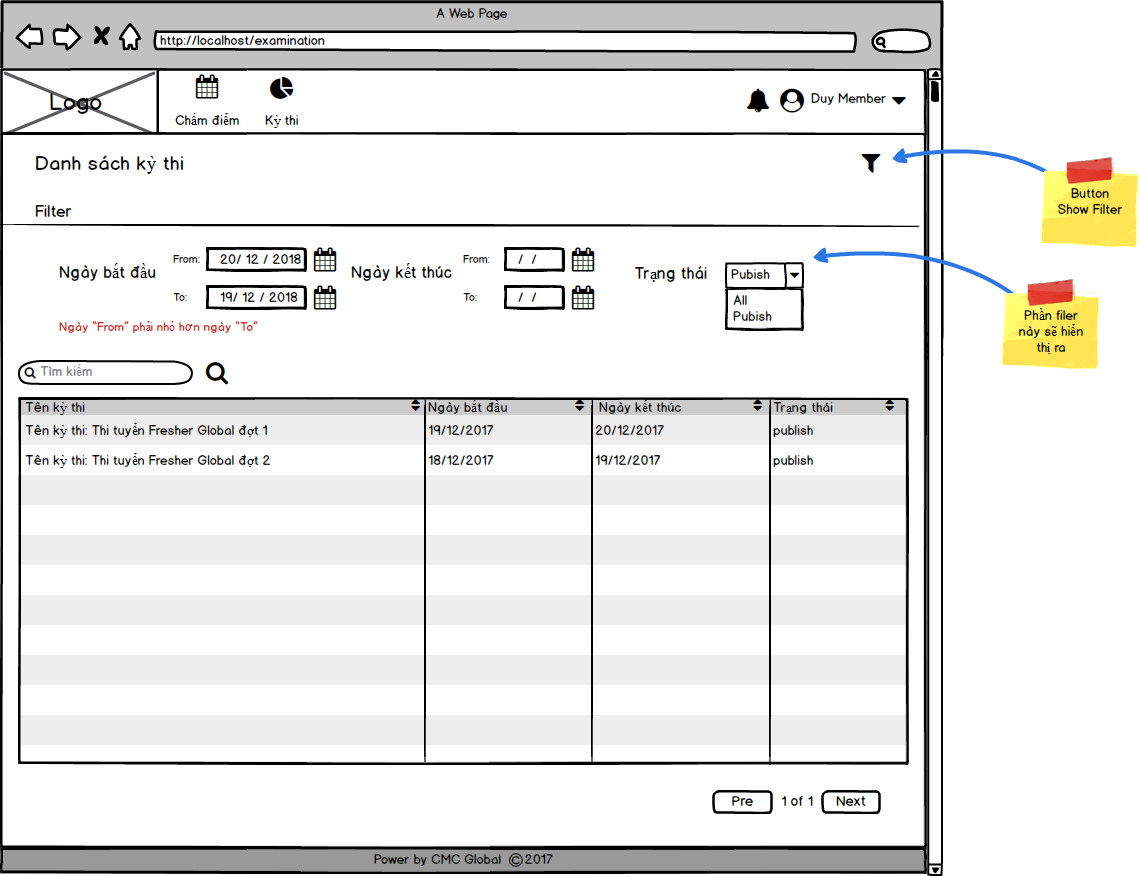 A Web Page
http://localhost/examination
Logo
Chấm điểm
Kỳ thi
Duy Member
Danh sách kỳ thi
Button
Show Filter
Filter
Ngày bắt đầu
From:
20/ 12 / 2018
To:
19/ 12 / 2018
Ngày kết thúc
From:
/ /
To:
/ /
Trạng thái
Pubish
All
Pubish
Phần filer
này sẽ hiển
thị ra
Ngày "From" phải nhỏ hơn ngày "To"
Tìm kiếm
Tên kỳ thi Ngày bắt đầu Ngày kết thúc Trạng thái
Tên kỳ thi: Thi tuyển Fresher Global đợt 1 19/12/2017 20/12/2017 publish
Tên kỳ thi: Thi tuyển Fresher Global đợt 2 18/12/2017 19/12/2017 publish
Pre 1 of 1 Next
Power by CMC Global ©2017